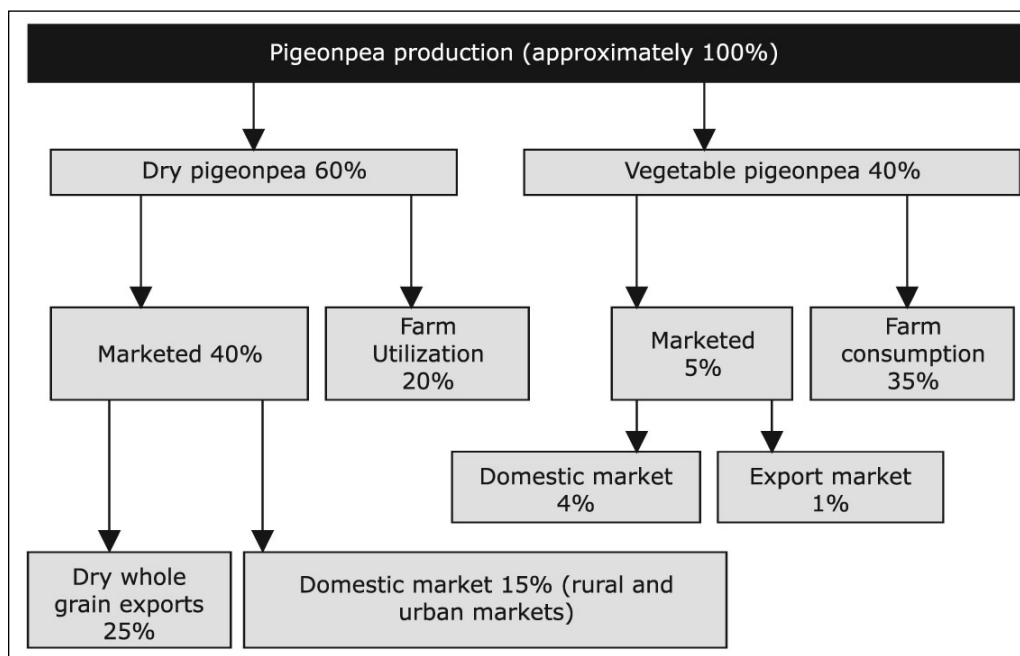 Pigeonpea production (approximately 100%)
Dry pigeonpea 60%
Vegetable pigeonpea 40%
Marketed 40%
Farm
Utilization
20%
Marketed
5%
Farm
consumption
35%
Domestic market
4%
Export market
1%
Dry whole
grain exports
25%
Domestic market 15% (rural and
urban markets)